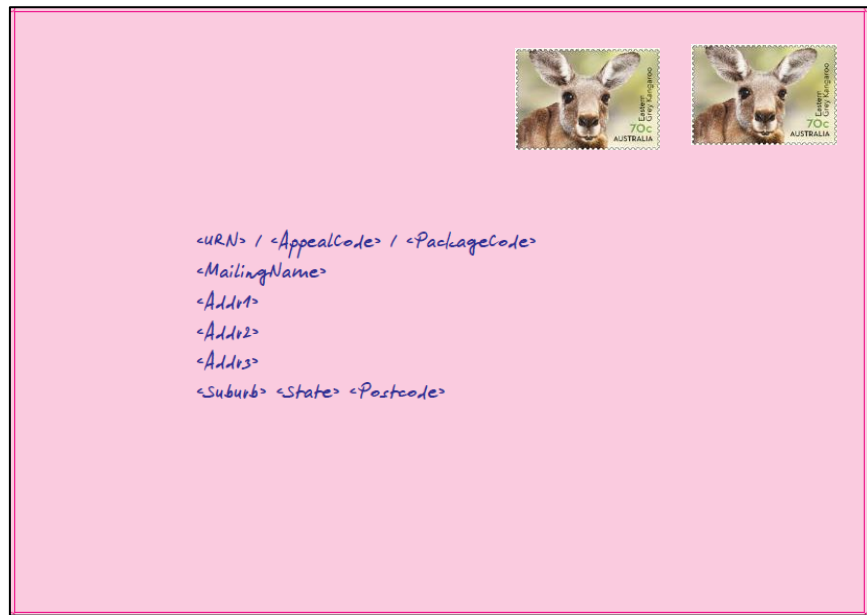 Eastern
Grey Kangaroo
70c
AUSTRALIA
Eastern
Grey Kangaroo
70c
AUSTRALIA
<URN> / <AppealCode> / <PackageCode>
<MailingName>
<Addr1>
<Addr2>
<Addr3>
<Suburb> <State> <Postcode>